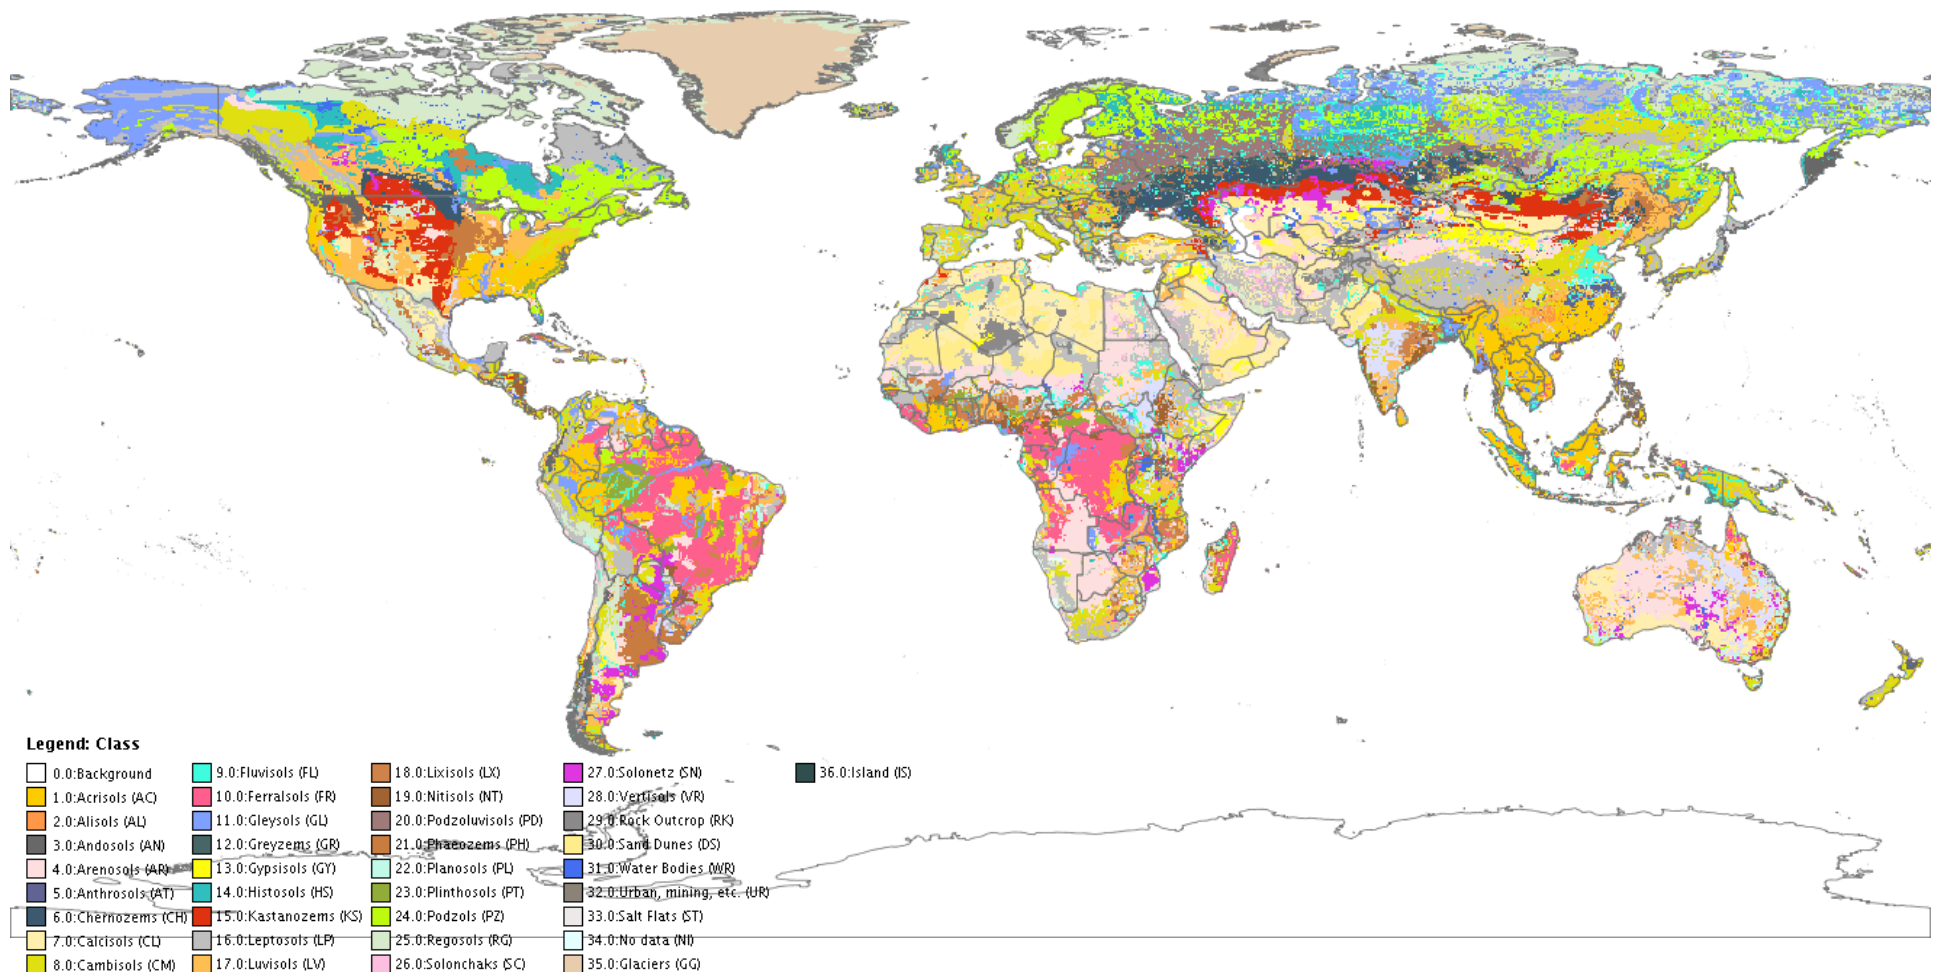 Legend: Class
0.0:Background
1.0:Acrisols (AC)
2.0:Alisols (AL)
3.0:Andosols (AN)
4.0:Arenosols (AR)
5.0:Anthrosols (AT)
6.0:Chernozems (CH)
7.0:Calcisols (CL)
8.0:Cambisols (CM)
9.0:Fluvisols (FL)
10.0:Ferralsols (FR)
11.0:Gleysols (GL)
12.0:Greyzems (GR)
13.0:Gypsisols (GY)
14.0:Histosols (HS)
15.0:Kastanozems (KS)
16.0:Leptosols (LP)
17.0:Luvisols (LV)
18.0:Lixisols (LX)
19.0:Nitisols (NT)
20.0:Podzoluvisols (PD)
21.0:Phaeozems (PH)
22.0:Planosols (PL)
23.0:Plinthosols (PT)
24.0:Podzols (PZ)
25.0:Regosols (RG)
26.0:Solonchaks (SC)
27.0:Solonetz (SN)
28.0:Vertisols (VR)
29.0:Rock Outcrop (RK)
30.0:Sand Dunes (DS)
31.0:Water Bodies (WR)
32.0:Urban, mining, etc. (UR)
33.0:Salt Flats (ST)
34.0:No data (NI)
35.0:Glaciers (GG)
36.0:Island (IS)